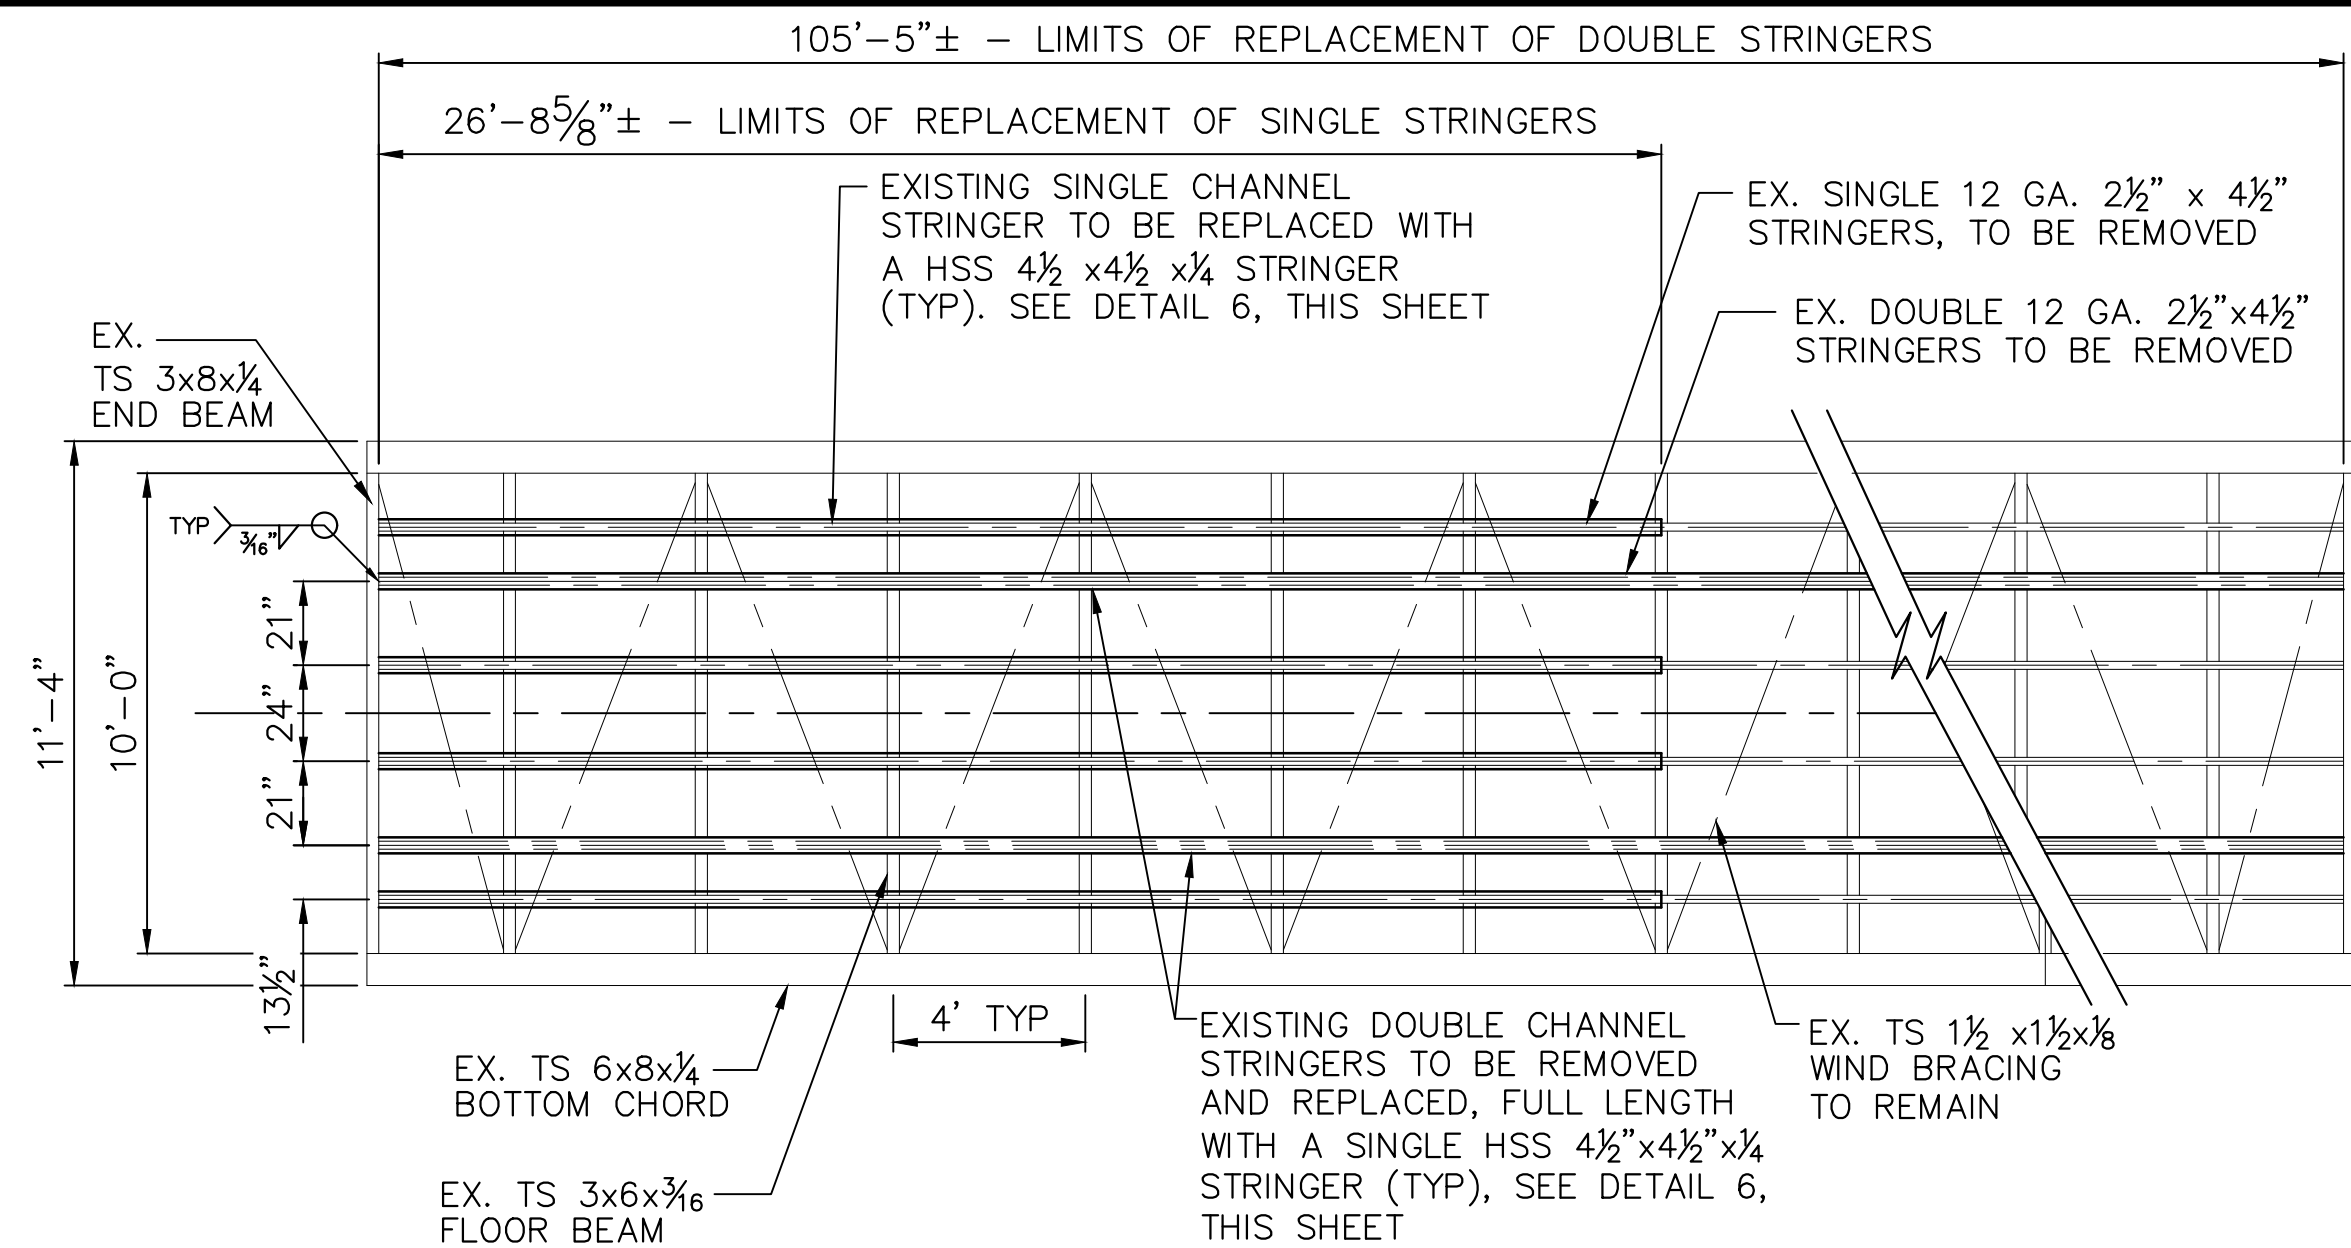 105'-5"± - LIMITS OF REPLACEMENT OF DOUBLE STRINGERS
26'-8⅝"± - LIMITS OF REPLACEMENT OF SINGLE STRINGERS
EXISTING SINGLE CHANNEL
STRINGER TO BE REPLACED WITH
A HSS 4½ x4½ x¼ STRINGER
(TYP). SEE DETAIL 6, THIS SHEET
EX. SINGLE 12 GA. 2½" x 4½"
STRINGERS, TO BE REMOVED
EX. DOUBLE 12 GA. 2½"x4½"
STRINGERS TO BE REMOVED
EX.
TS 3x8x¼
END BEAM
TYP
3/16"
11'-4"
10'-0"
21"
24"
21"
13½"
4' TYP
EX. TS 6x8x¼
BOTTOM CHORD
EX. TS 3x6x3/16
FLOOR BEAM
EXISTING DOUBLE CHANNEL
STRINGERS TO BE REMOVED
AND REPLACED, FULL LENGTH
WITH A SINGLE HSS 4½"x4½"x¼
STRINGER (TYP), SEE DETAIL 6,
THIS SHEET
EX. TS 1½ x1½x⅛
WIND BRACING
TO REMAIN